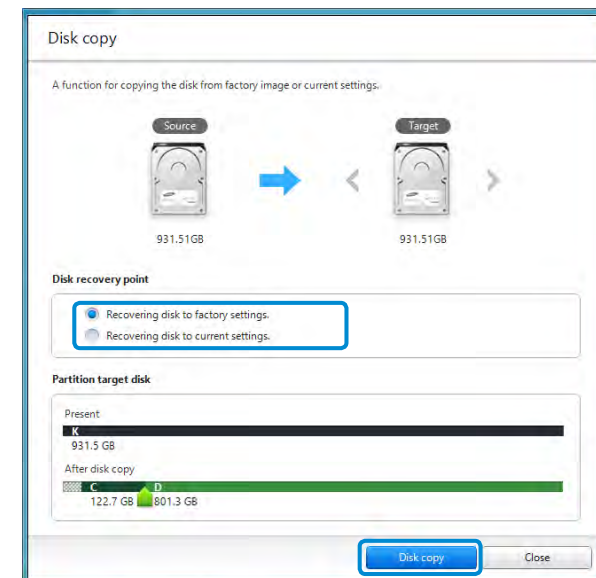 Disk copy
A function for copying the disk from factory image or current settings.
Source Target
931.51GB 931.51GB
Disk recovery point
Recovering disk to factory settings.
Recovering disk to current settings.
Partition target disk
Present
K
931.5 GB
After disk copy
C D
122.7 GB 801.3 GB
Disk copy Close